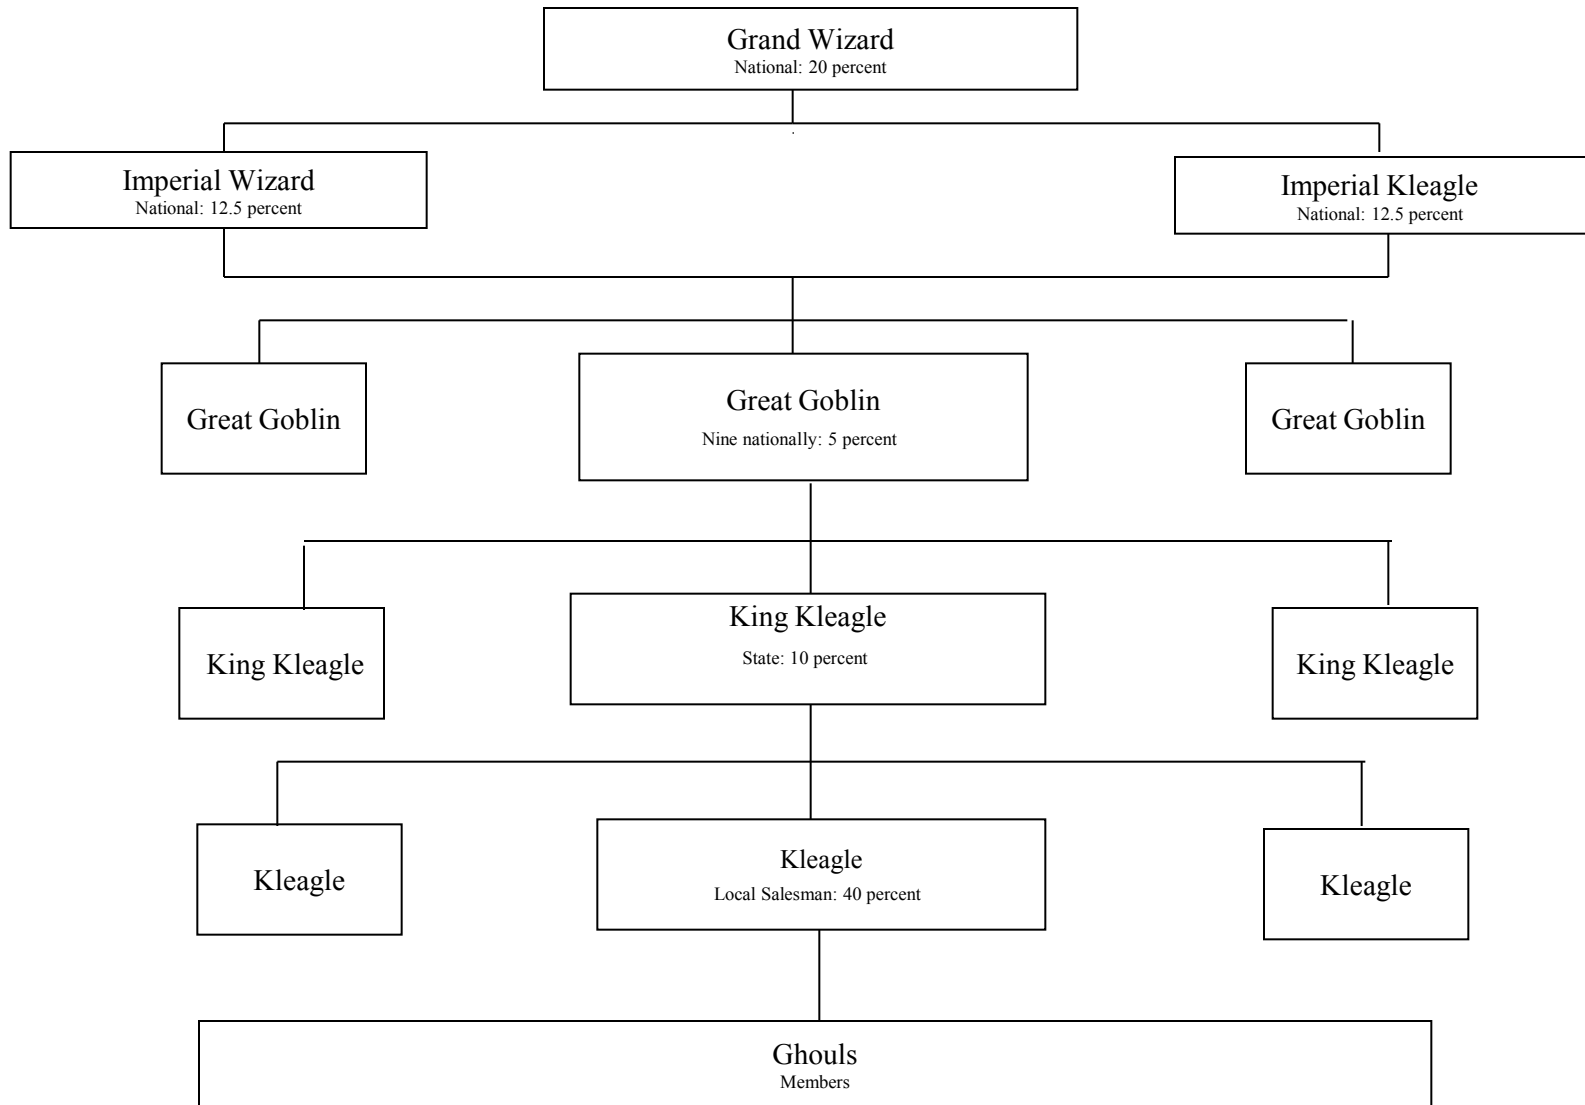 Grand Wizard
National: 20 percent
Imperial Wizard
National: 12.5 percent
Imperial Kleagle
National: 12.5 percent
Great Goblin
Great Goblin
Nine nationally: 5 percent
Great Goblin
King Kleagle
King Kleagle
State: 10 percent
King Kleagle
Kleagle
Kleagle
Local Salesman: 40 percent
Kleagle
Ghouls
Members